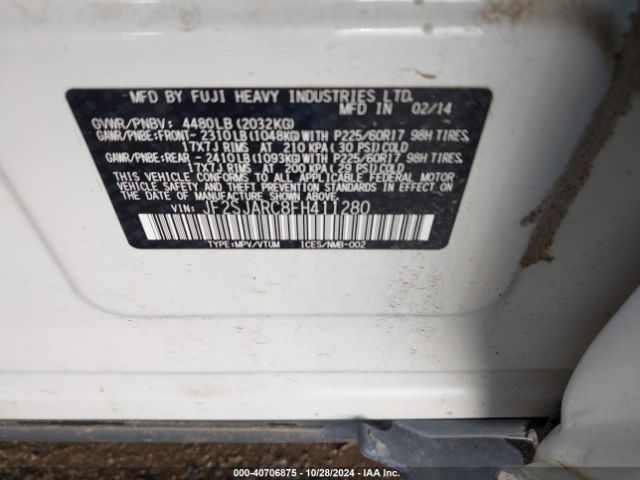 MFD BY FUJI HEAVY INDUSTRIES LTD.
MFD IN 02/14
GVWR/PNBV: 4480LB(2032KG)
GAWR/PNBE:FRONT-2310LB(1048KG)WITH P225/60R17 98H TIRES,
17X7J RIMS AT 210 KPA(30 PSI)COLD
GAWR/PNBE:REAR -2410LB(1093KG)WITH P225/60R17 98H TIRES,
17X7J RIMS AT 200 KPA(29 PSI)COLD
THIS VEHICLE CONFORMS TO ALL APPLICABLE FEDERAL MOTOR
VEHICLE SAFETY, BUMPER, AND THEFT PREVENTION STANDARDS
IN EFFECT ON THE DATE OF MANUFACTURE SHOWN ABOVE.
VIN: JF2SJARC8FH411280
TYPE:MPV/VTUM ICES/NMB-002
000-40706875 | 10/28/2024 | IAA Inc.